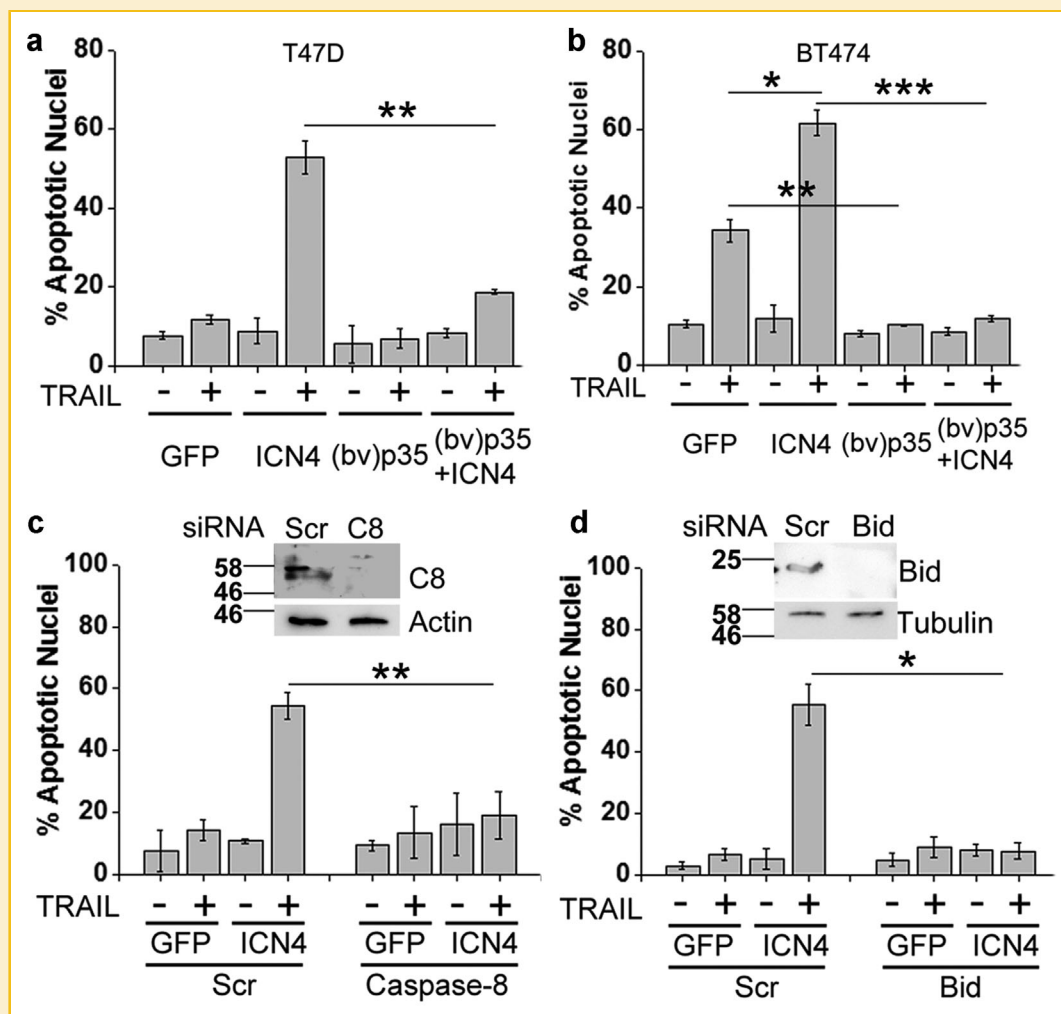 a
T47D
% Apoptotic Nuclei
80
60
40
20
0
**
TRAIL - + - + - + - +
GFP ICN4 (bv)p35 (bv)p35
+ICN4
b
BT474
% Apoptotic Nuclei
80
60
40
20
0
* ***
**
TRAIL - + - + - + - +
GFP ICN4 (bv)p35 (bv)p35
+ICN4
c
siRNA Scr C8
58
46
C8
46
Actin
% Apoptotic Nuclei
100
80
60
40
20
0
**
TRAIL - + - + - + - +
GFP ICN4 GFP ICN4
Scr Caspase-8
d
siRNA Scr Bid
25
Bid
58
46
Tubulin
% Apoptotic Nuclei
100
80
60
40
20
0
*
TRAIL - + - + - + - +
GFP ICN4 GFP ICN4
Scr Bid